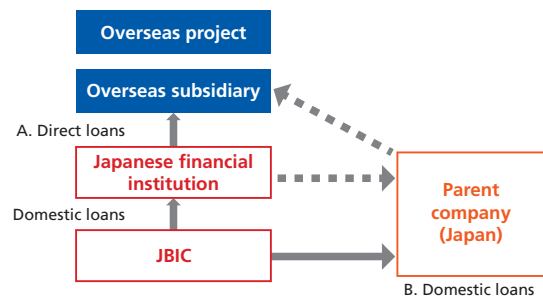 Overseas project
Overseas subsidiary
A. Direct loans
Japanese financial
institution
Domestic loans
JBIC
Parent
company
(Japan)
B. Domestic loans